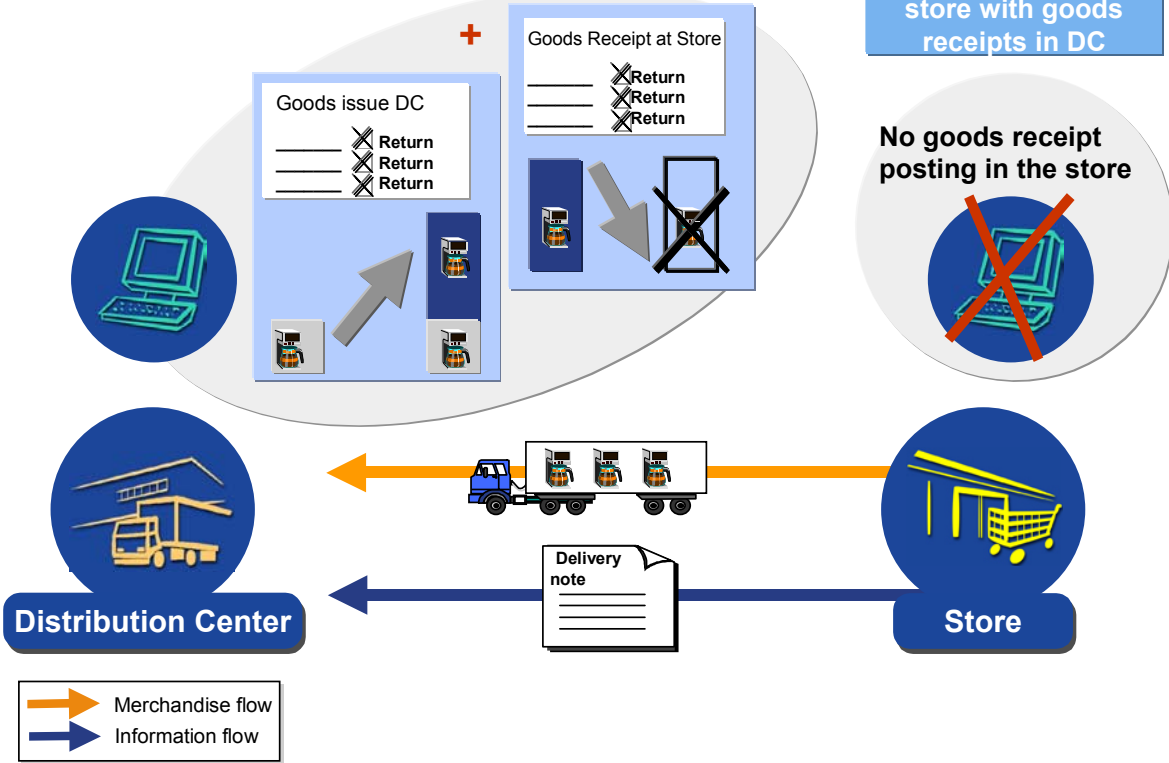 store with goods
receipts in DC
+
Goods Receipt at Store
Return
Return
Return
Goods issue DC
Return
Return
Return
No goods receipt
posting in the store
Delivery
note
Distribution Center
Store
Merchandise flow
Information flow